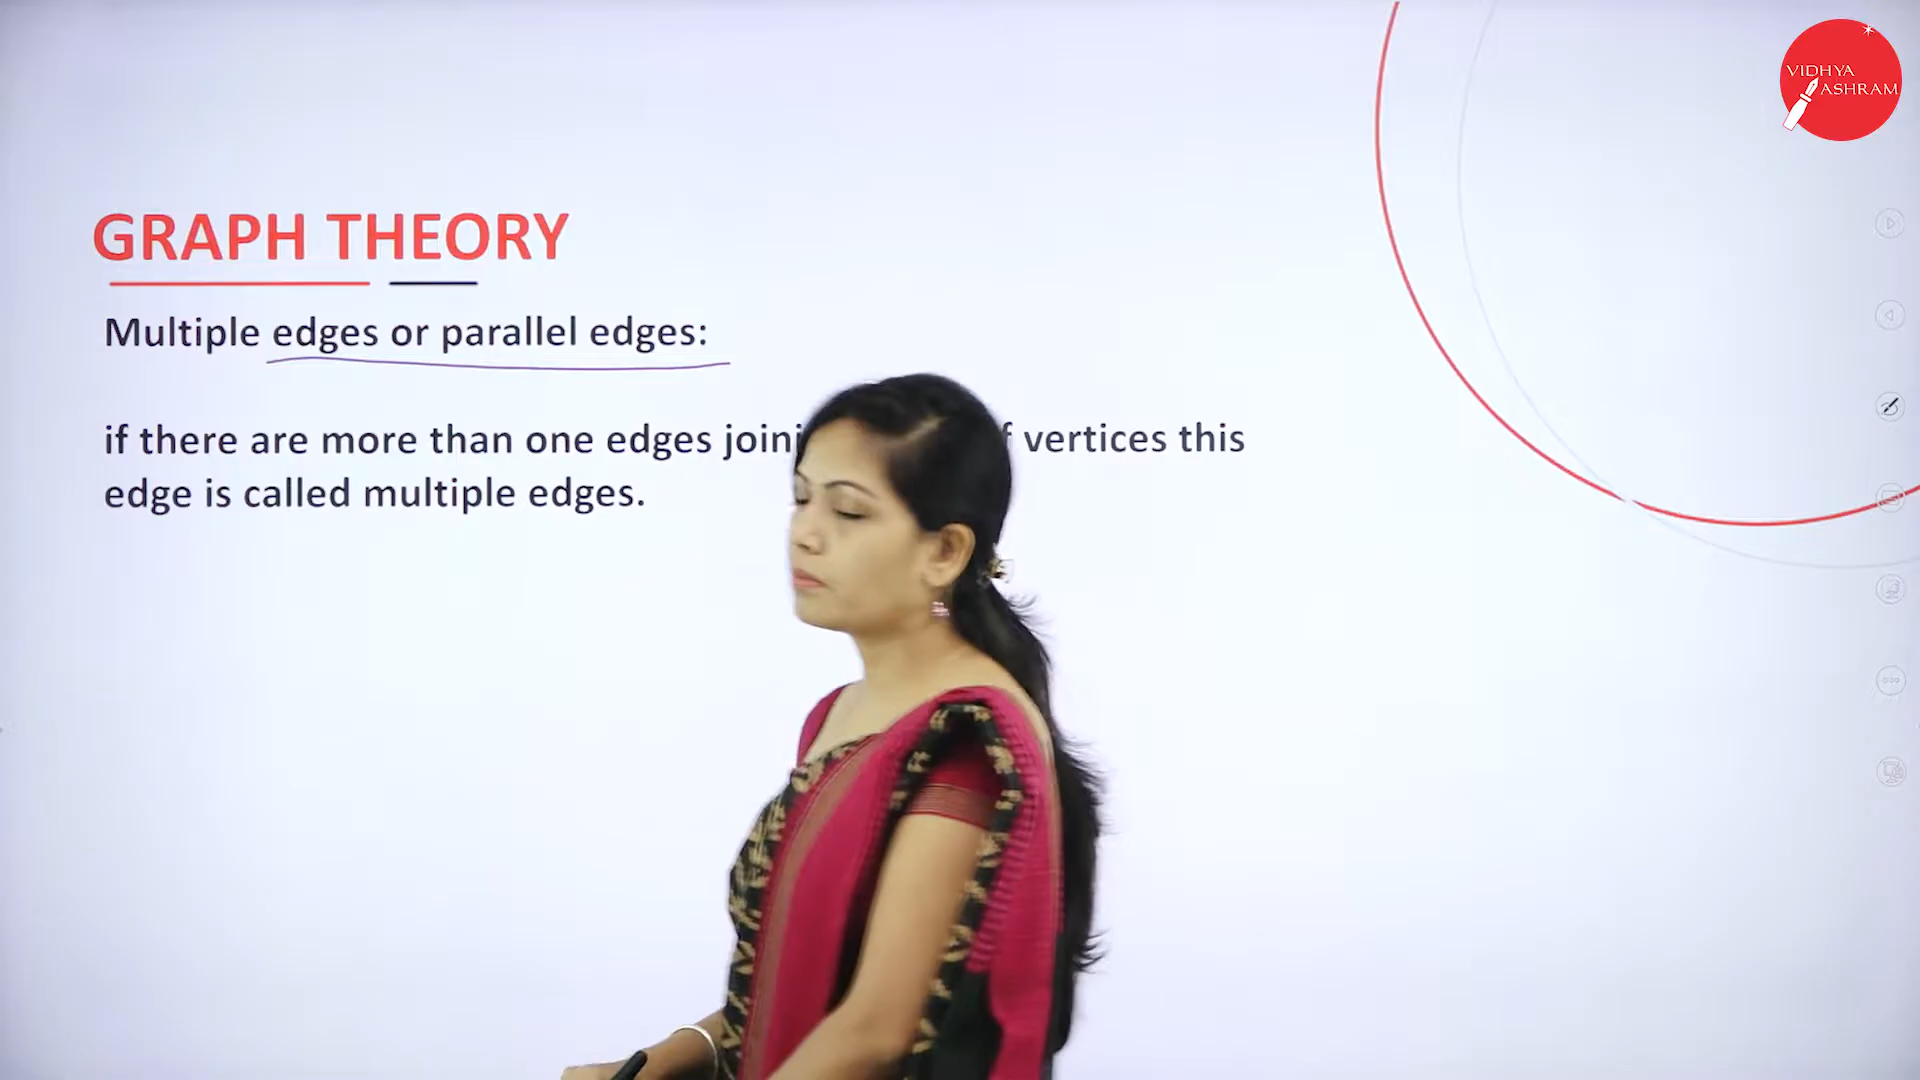 VIDHYA
ASHRAM
GRAPH THEORY
Multiple edges or parallel edges:
if there are more than one edges vertices this
edge is called multiple edges.